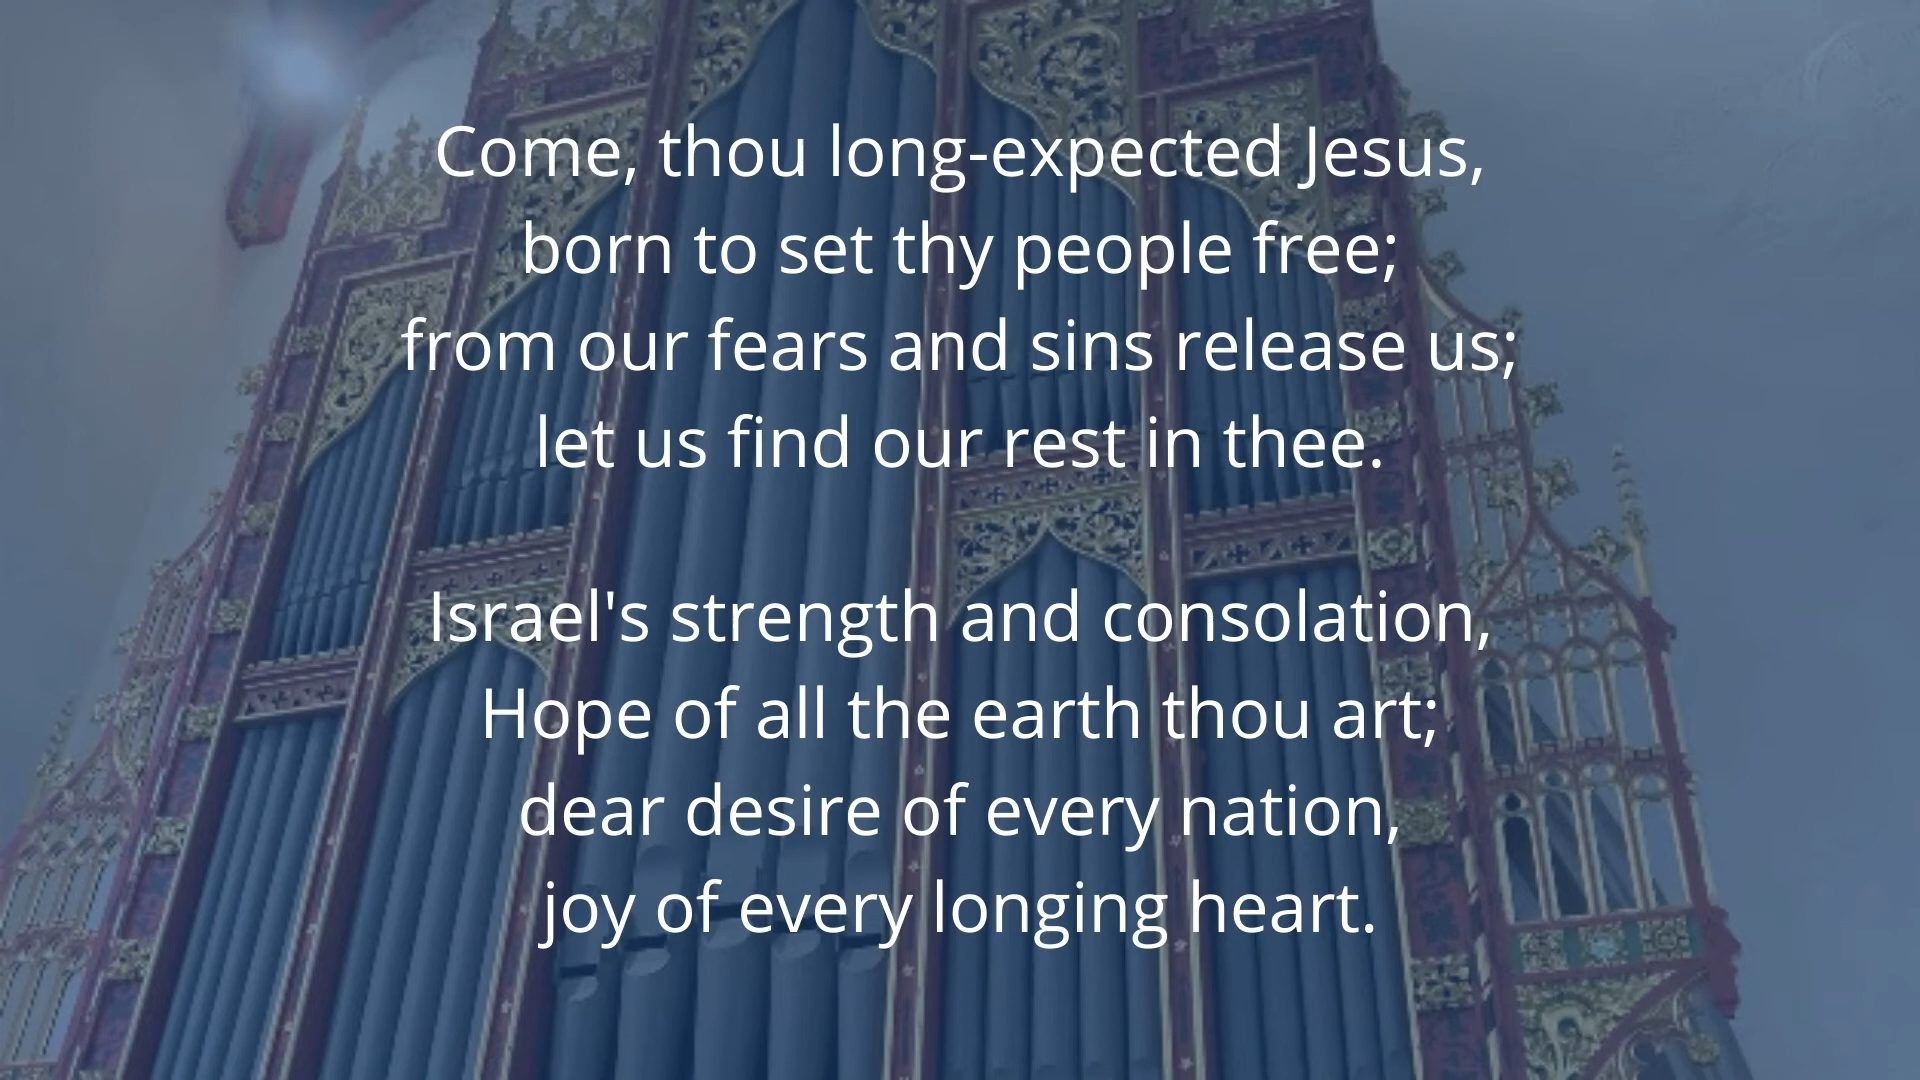 Come, thou long-expected Jesus,
born to set thy people free;
from our fears and sins release us;
let us find our rest in thee.
Israel's strength and consolation,
Hope of all the earth thou art;
dear desire of every nation,
joy of every longing heart.